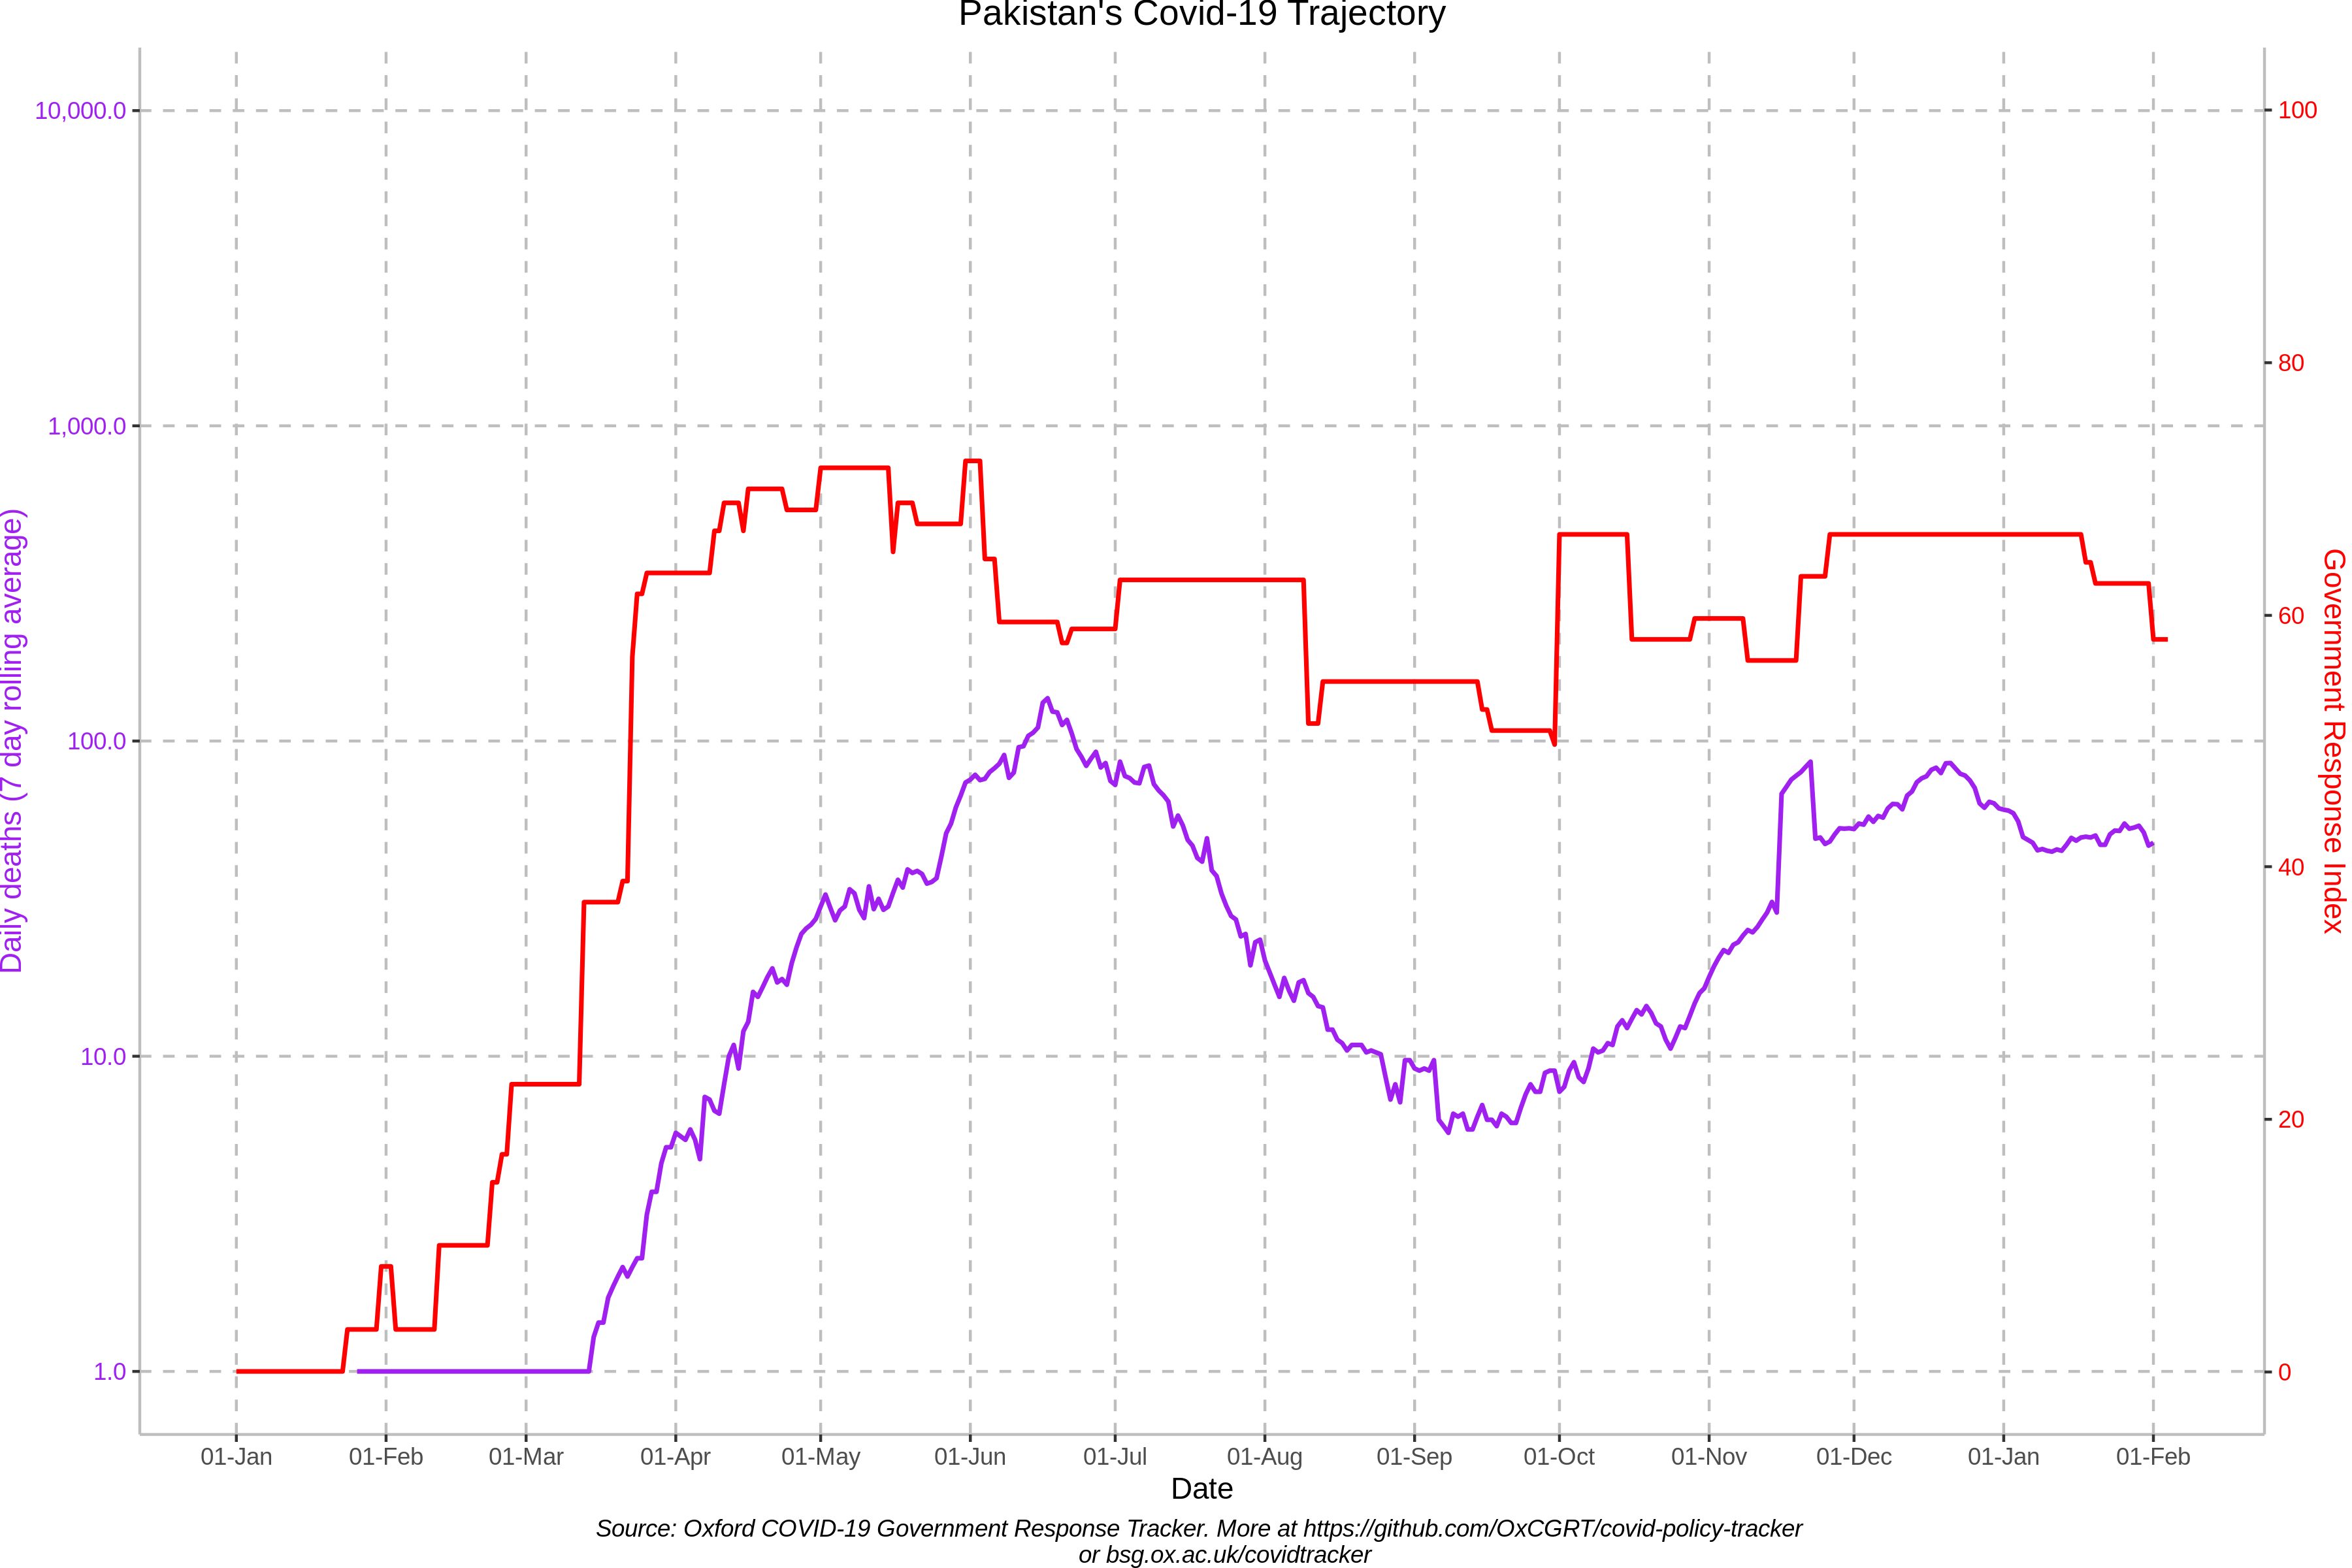 Pakistan's Covid-19 Trajectory
Daily deaths (7 day rolling average)
10,000.0
1,000.0
100.0
10.0
1.0
100
80
60
40
20
0
Government Response Index
01-Jan 01-Feb 01-Mar 01-Apr 01-May 01-Jun 01-Jul 01-Aug 01-Sep 01-Oct 01-Nov 01-Dec 01-Jan 01-Feb
Date
Source: Oxford COVID-19 Government Response Tracker. More at https://github.com/OxCGRT/covid-policy-tracker
or bsg.ox.ac.uk/covidtracker